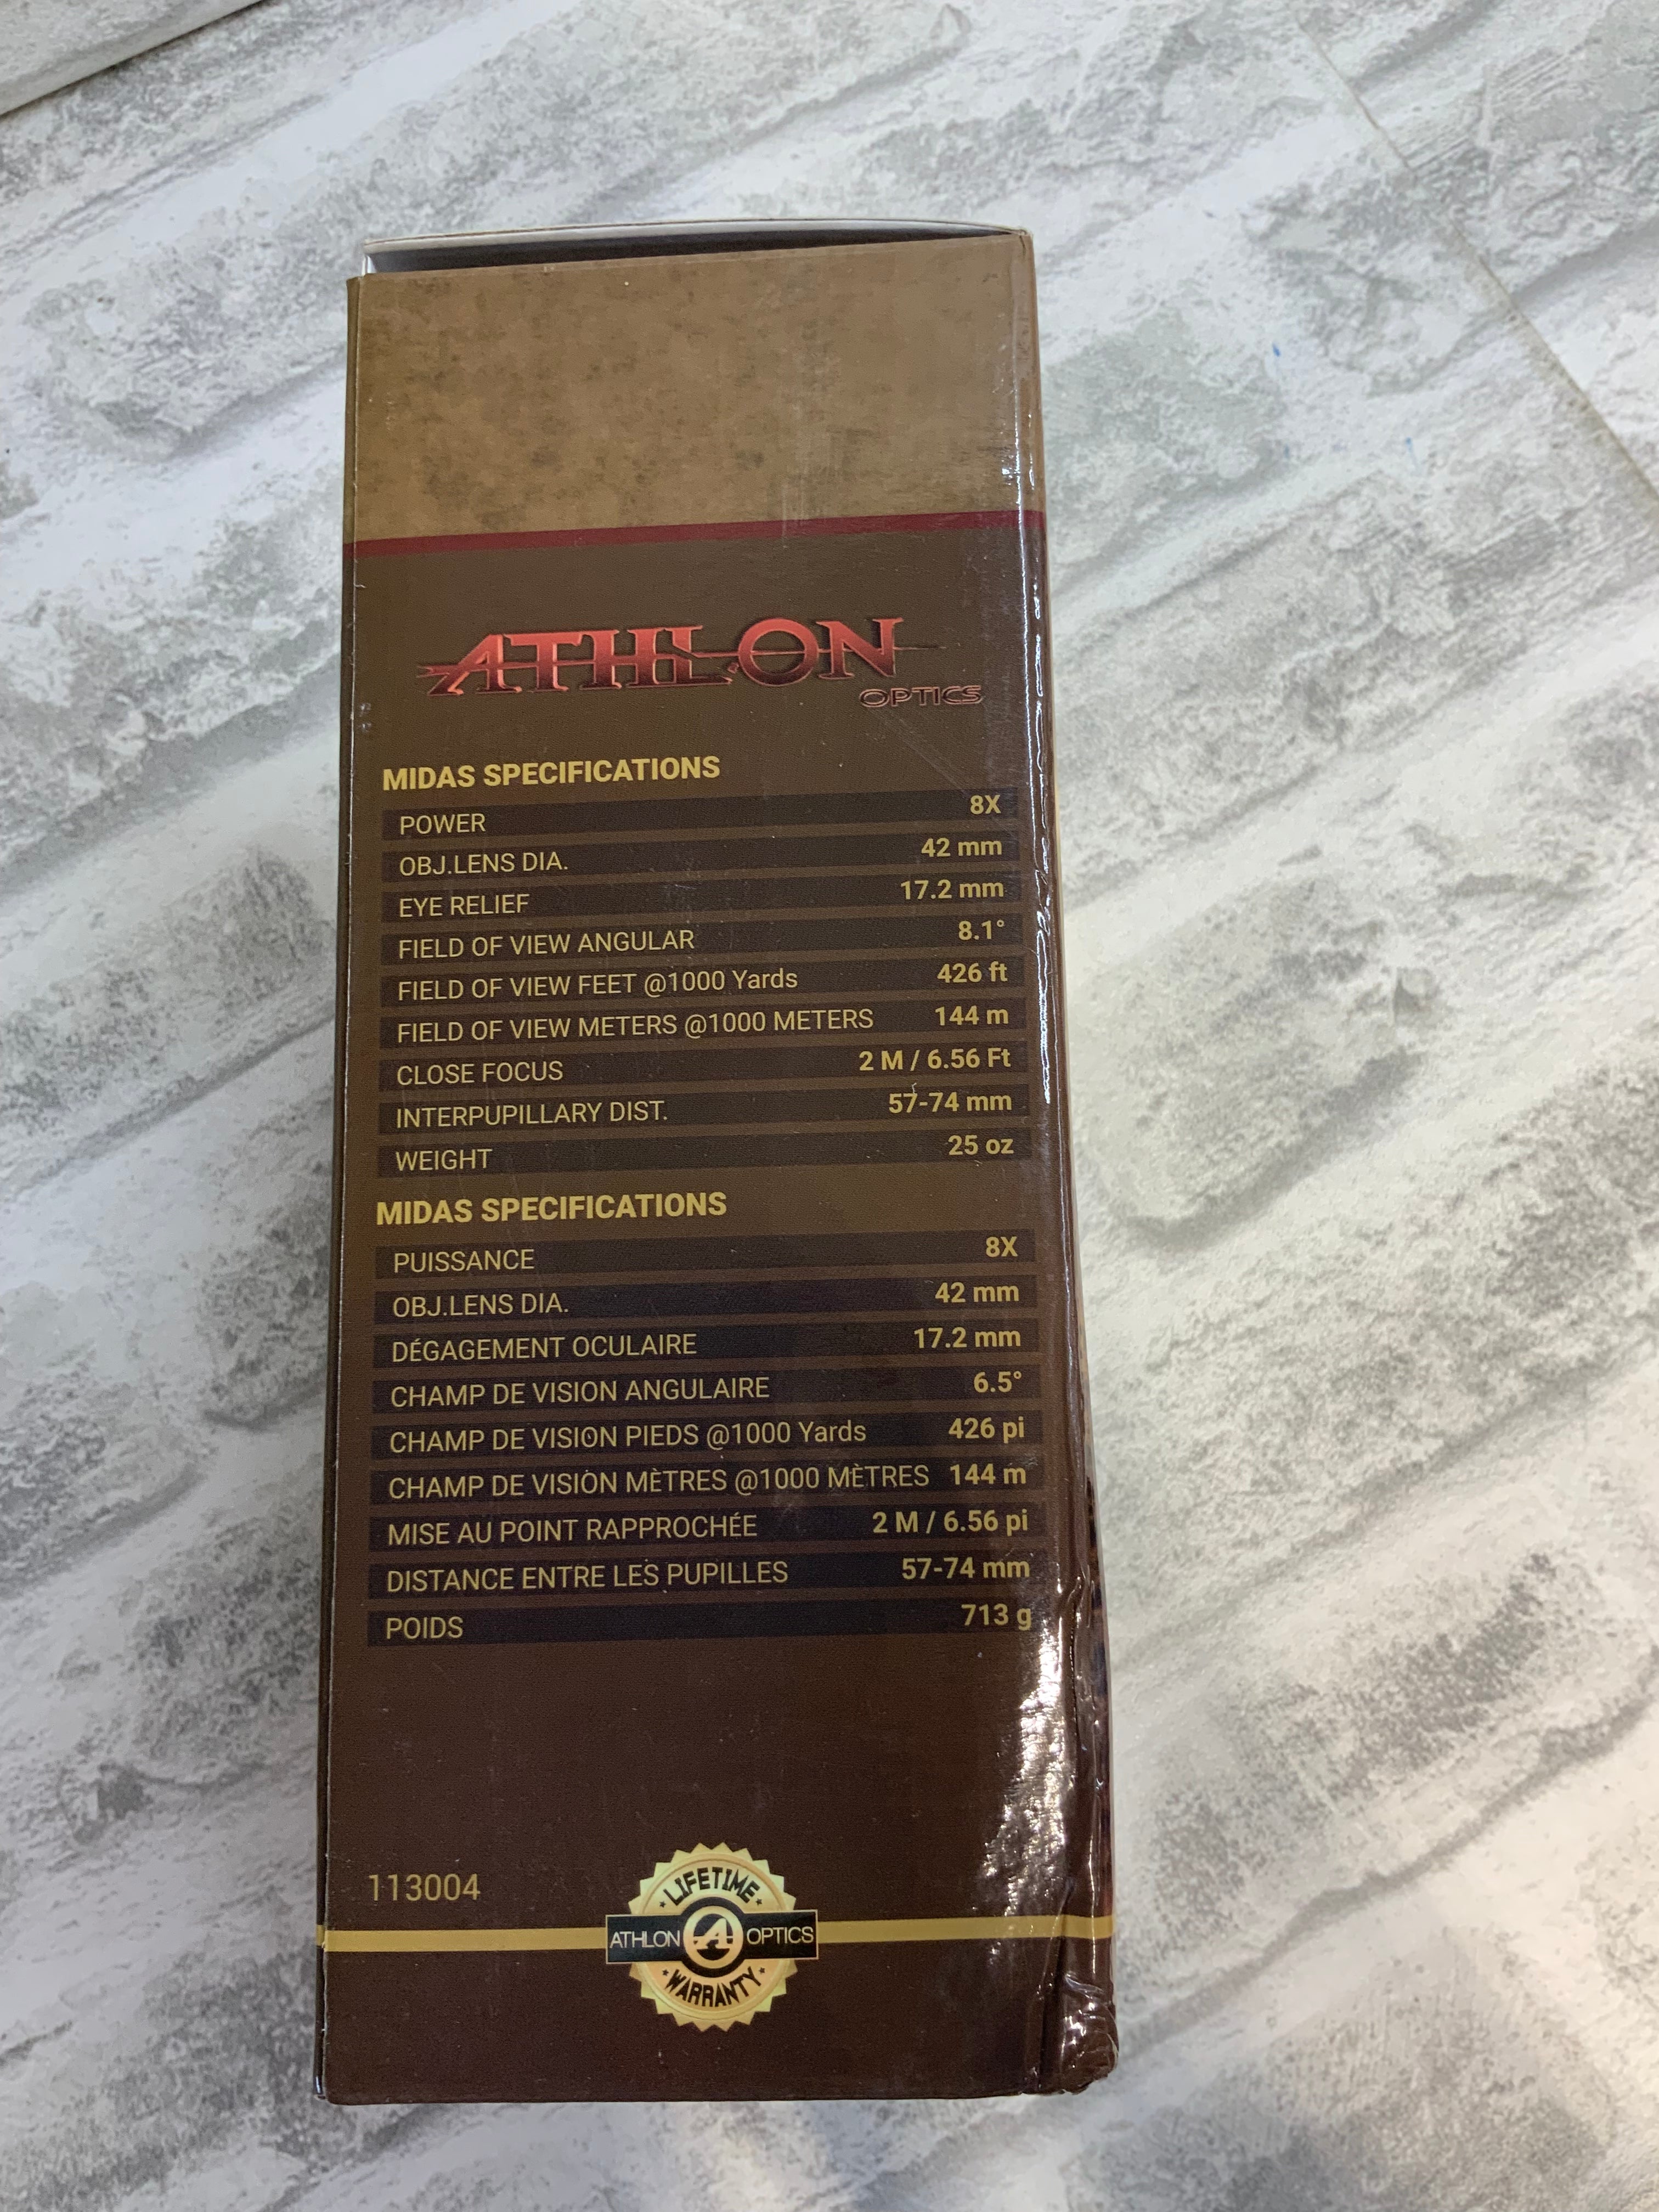 ATHLON
OPTICS
MIDAS SPECIFICATIONS
POWER 8X
OBJ.LENS DIA. 42 mm
EYE RELIEF 17.2 mm
FIELD OF VIEW ANGULAR 8.1°
FIELD OF VIEW FEET @1000 Yards 426 ft
FIELD OF VIEW METERS @1000 METERS 144 m
CLOSE FOCUS 2 M / 6.56 Ft
INTERPUPILLARY DIST. 57-74 mm
WEIGHT 25 oz
MIDAS SPECIFICATIONS
PUISSANCE 8X
OBJ.LENS DIA. 42 mm
DÉGAGEMENT OCULAIRE 17.2 mm
CHAMP DE VISION ANGULAIRE 6.5°
CHAMP DE VISION PIEDS @1000 Yards 426 pi
CHAMP DE VISION MÈTRES @1000 MÈTRES 144 m
MISE AU POINT RAPPROCHÉE 2 M / 6.56 pi
DISTANCE ENTRE LES PUPILLES 57-74 mm
POIDS 713 g
113004
LIFETIME
ATHLON A OPTICS
WARRANTY